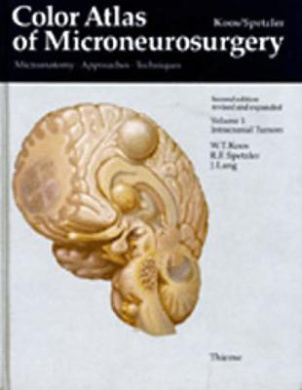 Color Atlas
Koos/Spetzler
of Microneurosurgery
Microanatomy · Approaches · Techniques
Second edition
revised and expanded
Volume 1
Intracranial Tumors
W.T. Koos
R.F. Spetzler
J. Lang
Thieme